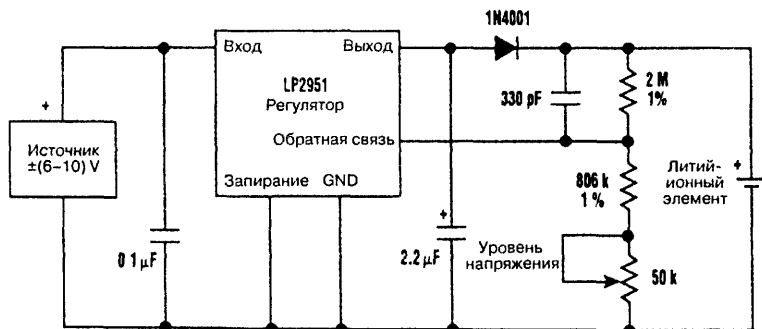 1N4001
Вход
Выход
LP2951
Регулятор
330 pF
2 M
1%
+
Источник
±(6–10) V
Обратная связь
Запирание
GND
806 k
1 %
Литий-
ионный
элемент
+
0 1 µF
+
2.2 µF
Уровень
напряжения
50 k